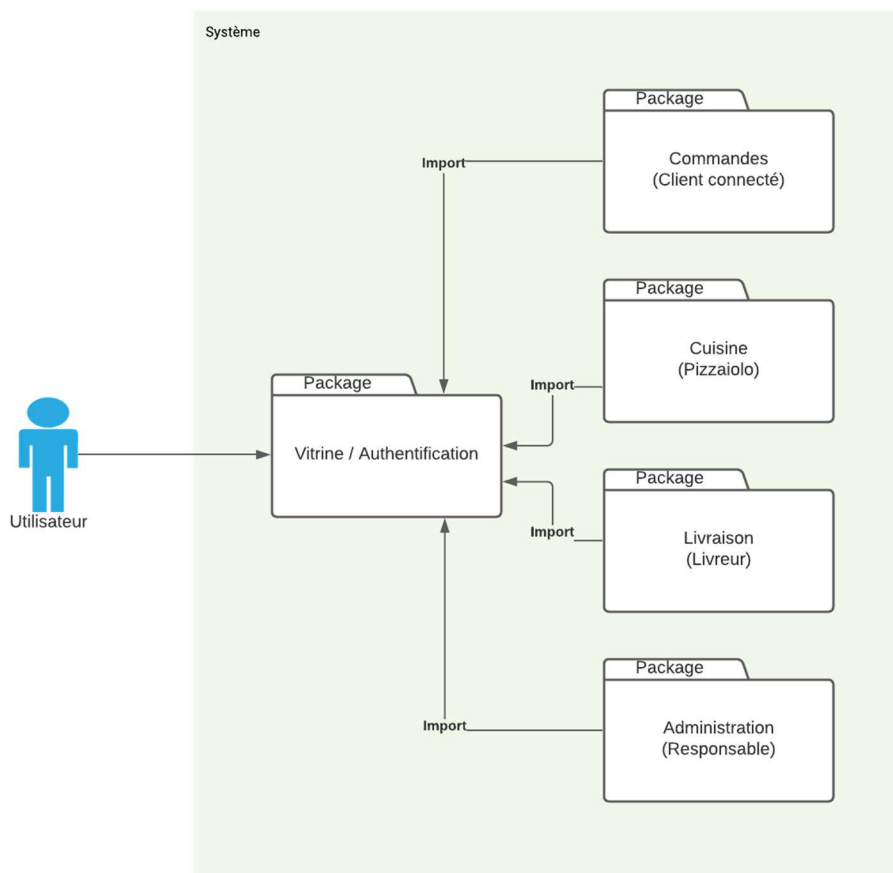 Système
Package
Commandes
(Client connecté)
Import
Package
Cuisine
(Pizzaiolo)
Import
Package
Vitrine / Authentification
Utilisateur
Package
Livraison
(Livreur)
Import
Package
Administration
(Responsable)
Import